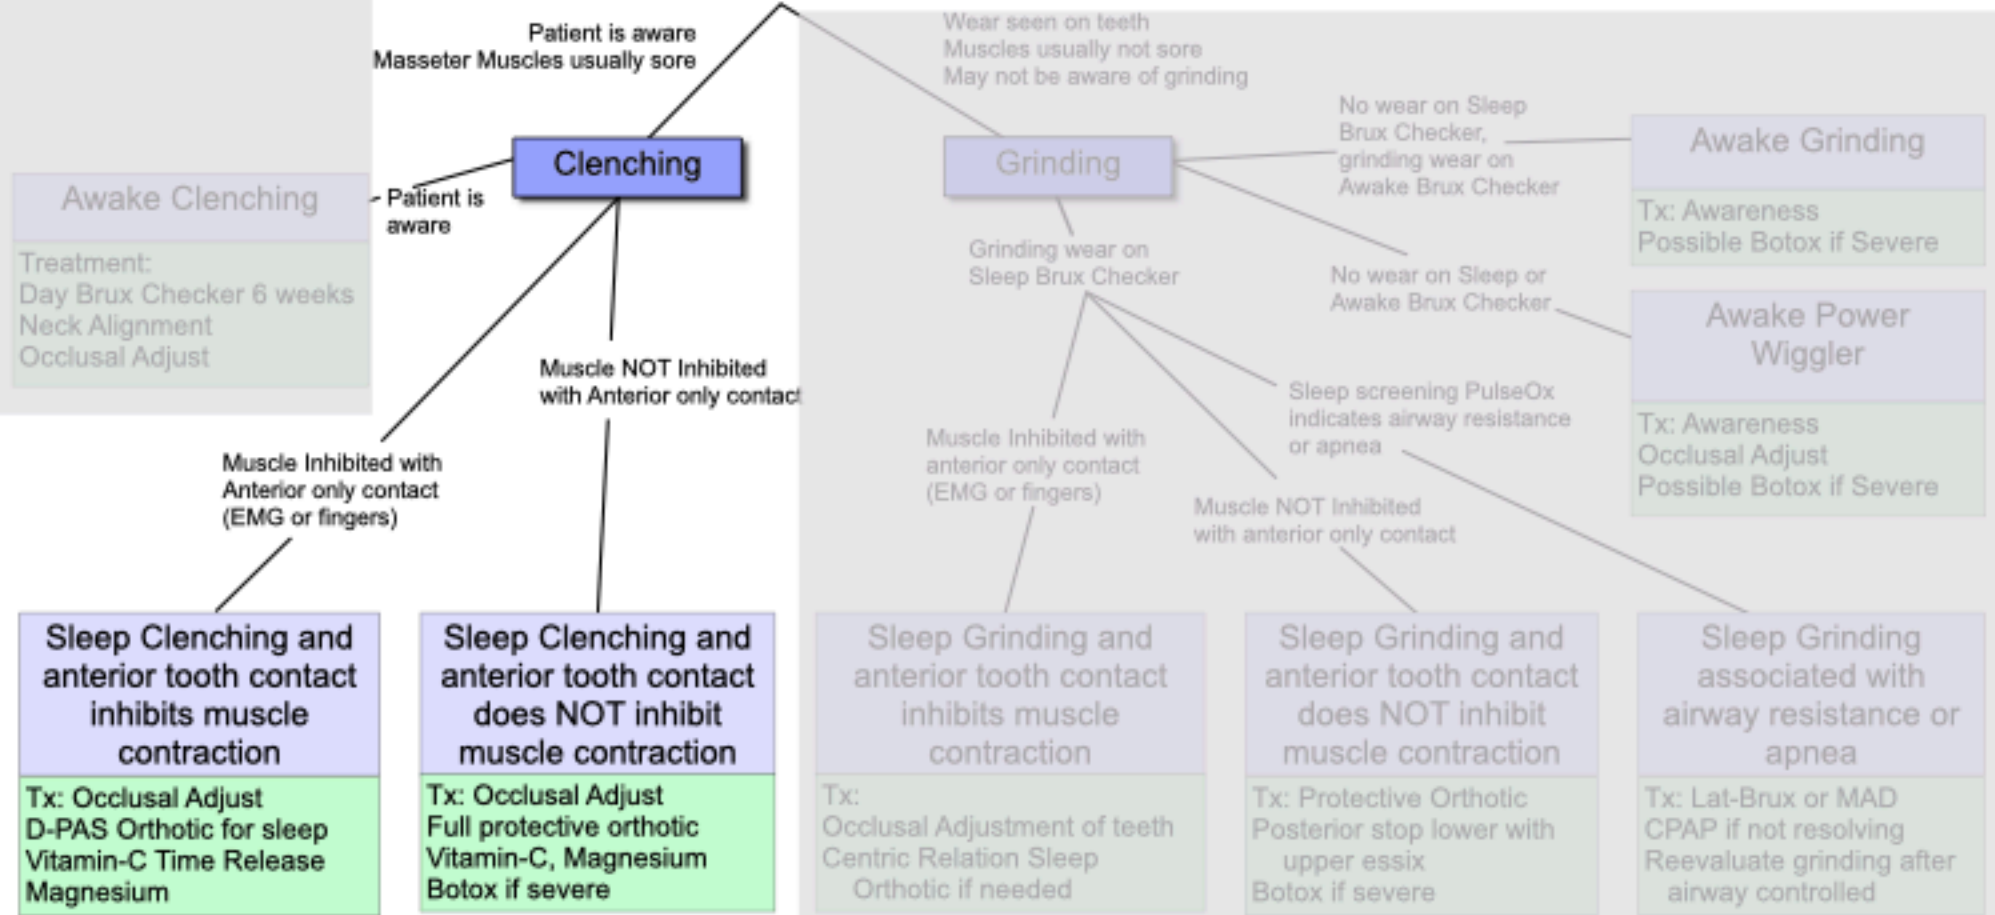 Patient is aware
Masseter Muscles usually sore
Wear seen on teeth
Muscles usually not sore
May not be aware of grinding
Clenching
Grinding
Patient is
aware
Awake Clenching
Treatment:
Day Brux Checker 6 weeks
Neck Alignment
Occlusal Adjust
No wear on Sleep
Brux Checker,
grinding wear on
Awake Brux Checker
Awake Grinding
Tx: Awareness
Possible Botox if Severe
Grinding wear on
Sleep Brux Checker
No wear on Sleep or
Awake Brux Checker
Awake Power
Wiggler
Tx: Awareness
Occlusal Adjust
Possible Botox if Severe
Muscle NOT Inhibited
with Anterior only contact
Muscle Inhibited with
Anterior only contact
(EMG or fingers)
Muscle Inhibited with
anterior only contact
(EMG or fingers)
Sleep screening PulseOx
indicates airway resistance
or apnea
Muscle NOT Inhibited
with anterior only contact
Sleep Clenching and
anterior tooth contact
inhibits muscle
contraction
Tx: Occlusal Adjust
D-PAS Orthotic for sleep
Vitamin-C Time Release
Magnesium
Sleep Clenching and
anterior tooth contact
does NOT inhibit
muscle contraction
Tx: Occlusal Adjust
Full protective orthotic
Vitamin-C, Magnesium
Botox if severe
Sleep Grinding and
anterior tooth contact
inhibits muscle
contraction
Tx:
Occlusal Adjustment of teeth
Centric Relation Sleep
Orthotic if needed
Sleep Grinding and
anterior tooth contact
does NOT inhibit
muscle contraction
Tx: Protective Orthotic
Posterior stop lower with
upper essix
Botox if severe
Sleep Grinding
associated with
airway resistance or
apnea
Tx: Lat-Brux or MAD
CPAP if not resolving
Reevaluate grinding after
airway controlled